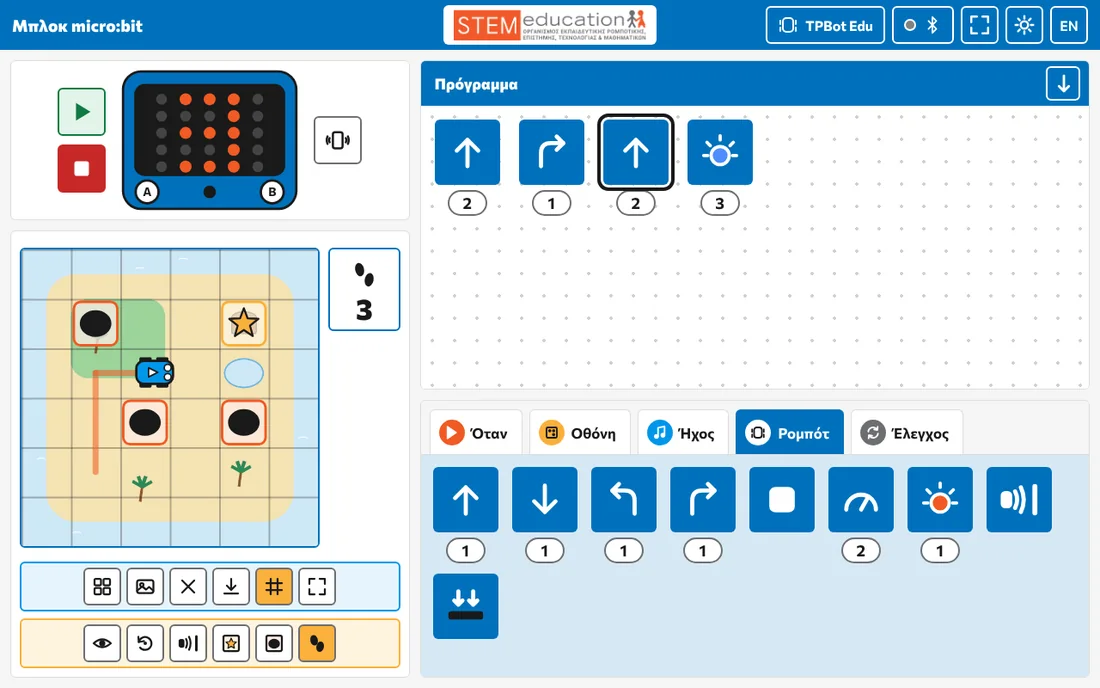 Μπλοκ micro:bit
STEM education
ΟΡΓΑΝΙΣΜΟΣ ΕΚΠΑΙΔΕΥΤΙΚΗΣ ΡΟΜΠΟΤΙΚΗΣ,
ΕΠΙΣΤΗΜΗΣ, ΤΕΧΝΟΛΟΓΙΑΣ & ΜΑΘΗΜΑΤΙΚΩΝ
TPBot Edu
EN
A
B
3
Πρόγραμμα
2 1 2 3
Όταν
Οθόνη
Ήχος
Ρομπότ
Έλεγχος
1 1 1 1 2 1